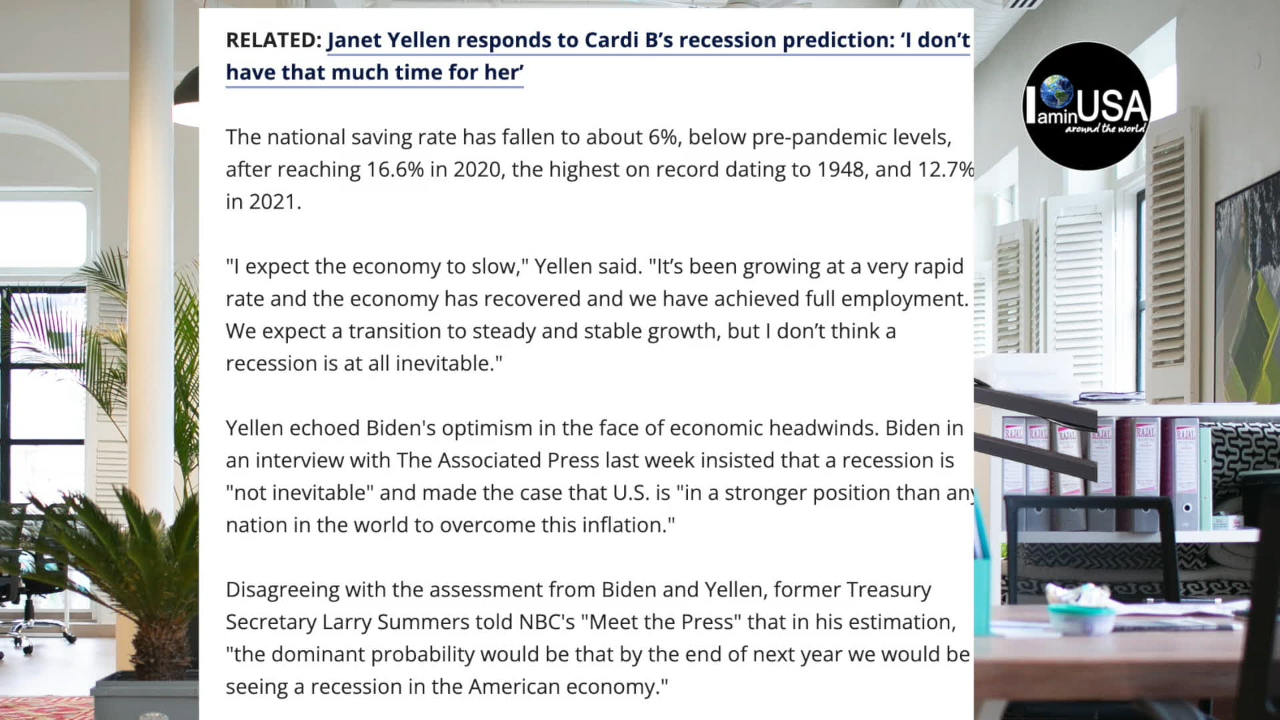 RELATED: Janet Yellen responds to Cardi B’s recession prediction: ‘I don’t
have that much time for her’
The national saving rate has fallen to about 6%, below pre-pandemic levels,
after reaching 16.6% in 2020, the highest on record dating to 1948, and 12.7%
in 2021.
"I expect the economy to slow," Yellen said. "It’s been growing at a very rapid
rate and the economy has recovered and we have achieved full employment.
We expect a transition to steady and stable growth, but I don’t think a
recession is at all inevitable."
Yellen echoed Biden's optimism in the face of economic headwinds. Biden in
an interview with The Associated Press last week insisted that a recession is
"not inevitable" and made the case that U.S. is "in a stronger position than any
nation in the world to overcome this inflation."
Disagreeing with the assessment from Biden and Yellen, former Treasury
Secretary Larry Summers told NBC's "Meet the Press" that in his estimation,
"the dominant probability would be that by the end of next year we would be
seeing a recession in the American economy."
I am in USA
around the world